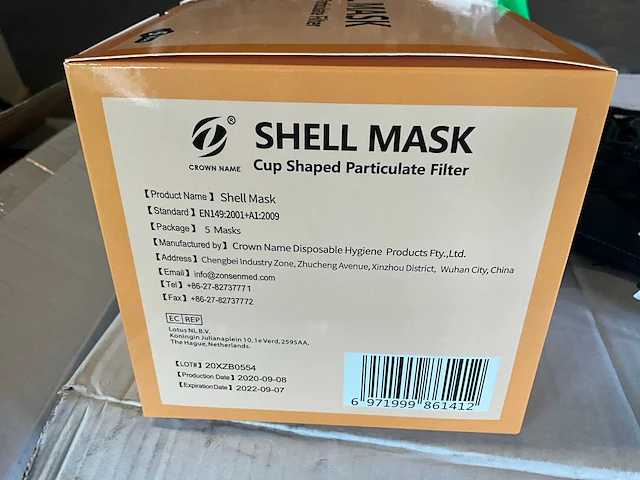 MASK
Particulate Filter
® SHELL MASK
CROWN NAME Cup Shaped Particulate Filter
【Product Name】 Shell Mask
【Standard】 EN149:2001+A1:2009
【Package】 5 Masks
【Manufactured by】 Crown Name Disposable Hygiene Products Fty.,Ltd.
【Address】 Chengbei Industry Zone, Zhucheng Avenue, Xinzhou District, Wuhan City, China
【Email】 info@zonsenmed.com
【Tel】 +86-27-82737771
【Fax】 +86-27-82737772
EC REP
Lotus NL B.V.
Koningin Julianaplein 10, 1e Verd, 2595AA,
The Hague, Netherlands.
【LOT#】 20XZB0554
【Production Date】 2020-09-08
【Expiration Date】 2022-09-07
6 971999 861412